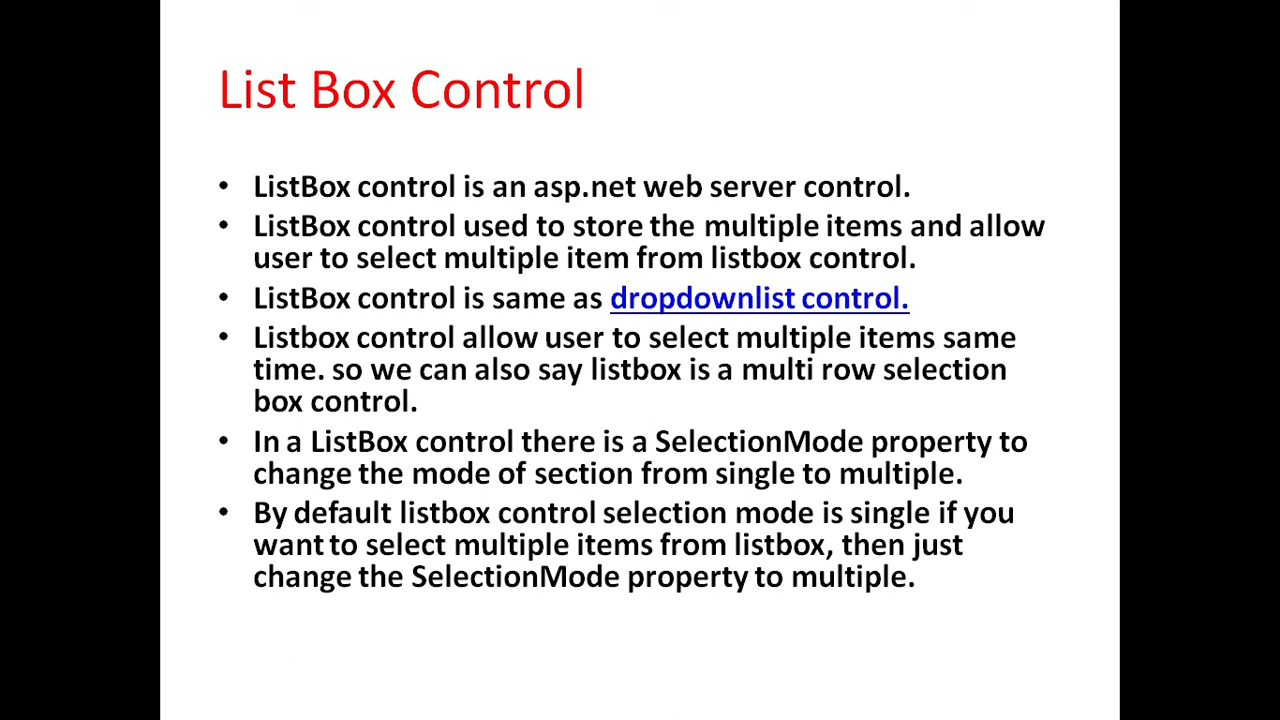 List Box Control
• ListBox control is an asp.net web server control.
• ListBox control used to store the multiple items and allow
user to select multiple item from listbox control.
• ListBox control is same as dropdownlist control.
• Listbox control allow user to select multiple items same
time. so we can also say listbox is a multi row selection
box control.
• In a ListBox control there is a SelectionMode property to
change the mode of section from single to multiple.
• By default listbox control selection mode is single if you
want to select multiple items from listbox, then just
change the SelectionMode property to multiple.